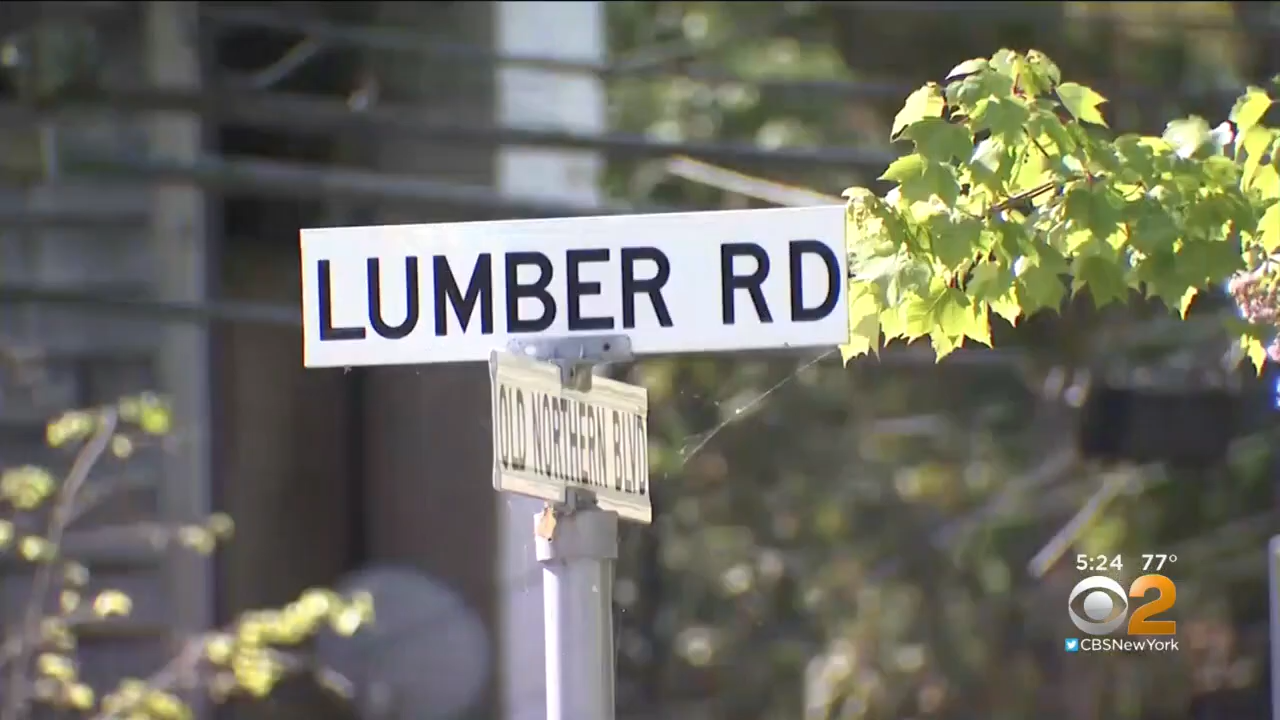 LUMBER RD
OLD NORTHERN BLVD
5:24 77°
2
CBSNewYork